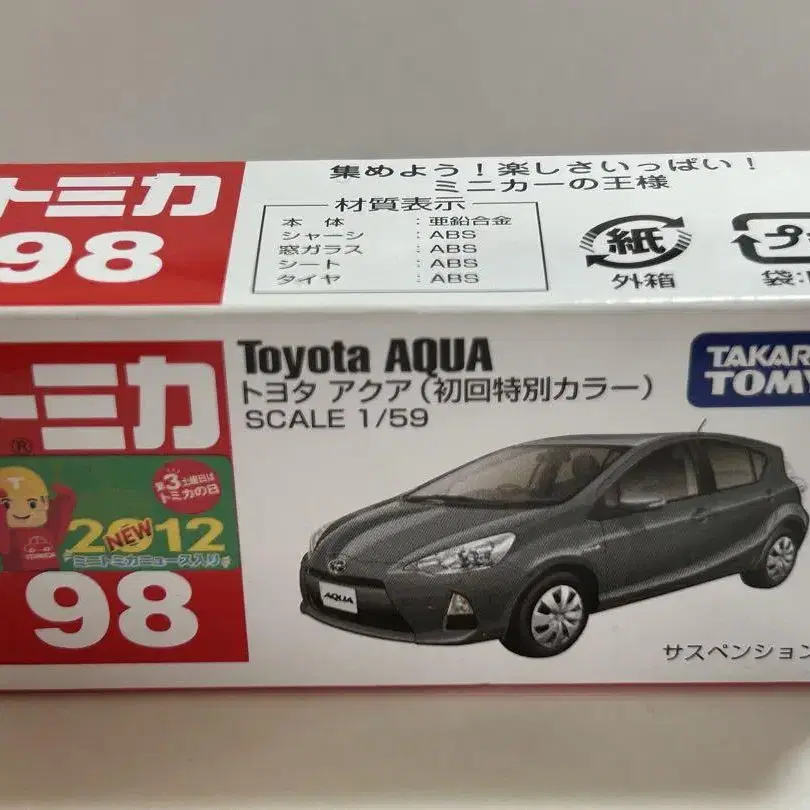 トミカ
98
集めよう！楽しさいっぱい！
ミニカーの王様
材質表示
本体 : 亜鉛合金
シャーシ : ABS
窓ガラス : ABS
シート : ABS
タイヤ : ABS
紙
外箱
プラ
袋:
トミカ
®
第3土曜日は
トミカの日
2012
NEW
ミニトミカニュース入り
98
Toyota AQUA
トヨタ アクア（初回特別カラー）
SCALE 1/59
TAKARA
TOMY
AQUA
サスペンション